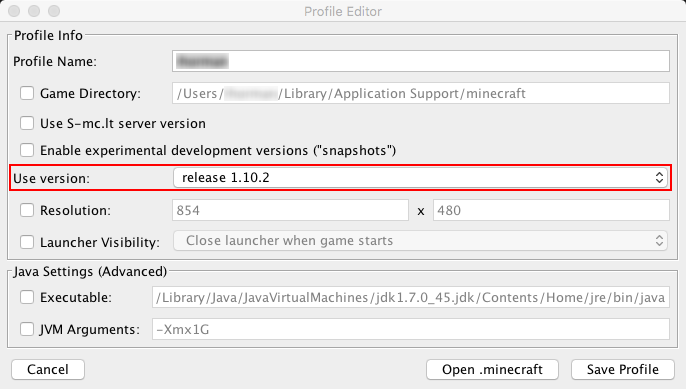 Profile Editor
Profile Info
Profile Name:
Game Directory: /Users/ /Library/Application Support/minecraft
Use S-mc.lt server version
Enable experimental development versions ("snapshots")
Use version: release 1.10.2
Resolution: 854 x 480
Launcher Visibility: Close launcher when game starts
Java Settings (Advanced)
Executable: /Library/Java/JavaVirtualMachines/jdk1.7.0_45.jdk/Contents/Home/jre/bin/java
JVM Arguments: -Xmx1G
Cancel Open .minecraft Save Profile